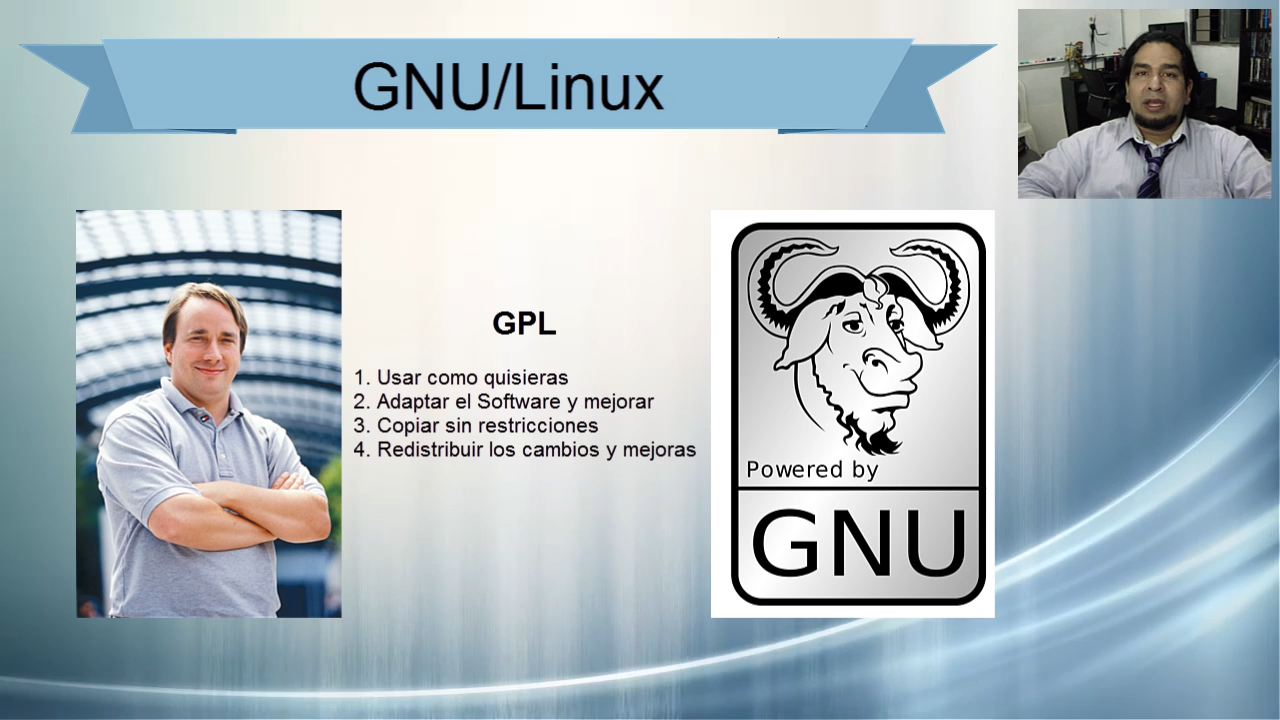 GNU/Linux
GPL
1. Usar como quisieras
2. Adaptar el Software y mejorar
3. Copiar sin restricciones
4. Redistribuir los cambios y mejoras
Powered by
GNU